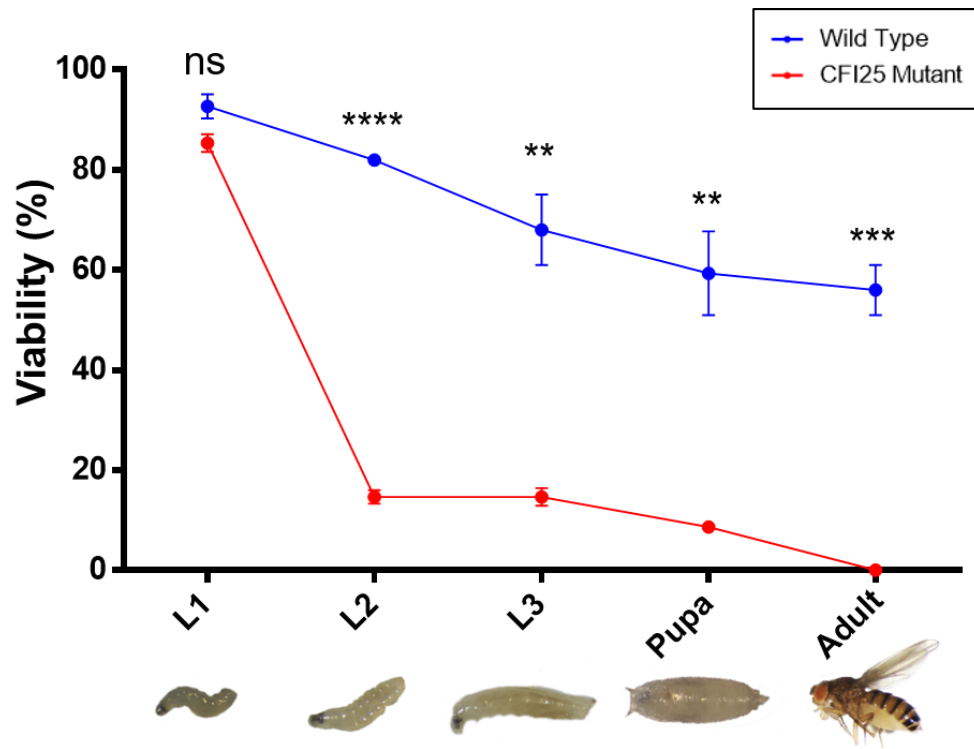 Wild Type
CFI25 Mutant
Viability (%)
100
80
60
40
20
0
ns
****
**
**
***
L1
L2
L3
Pupa
Adult